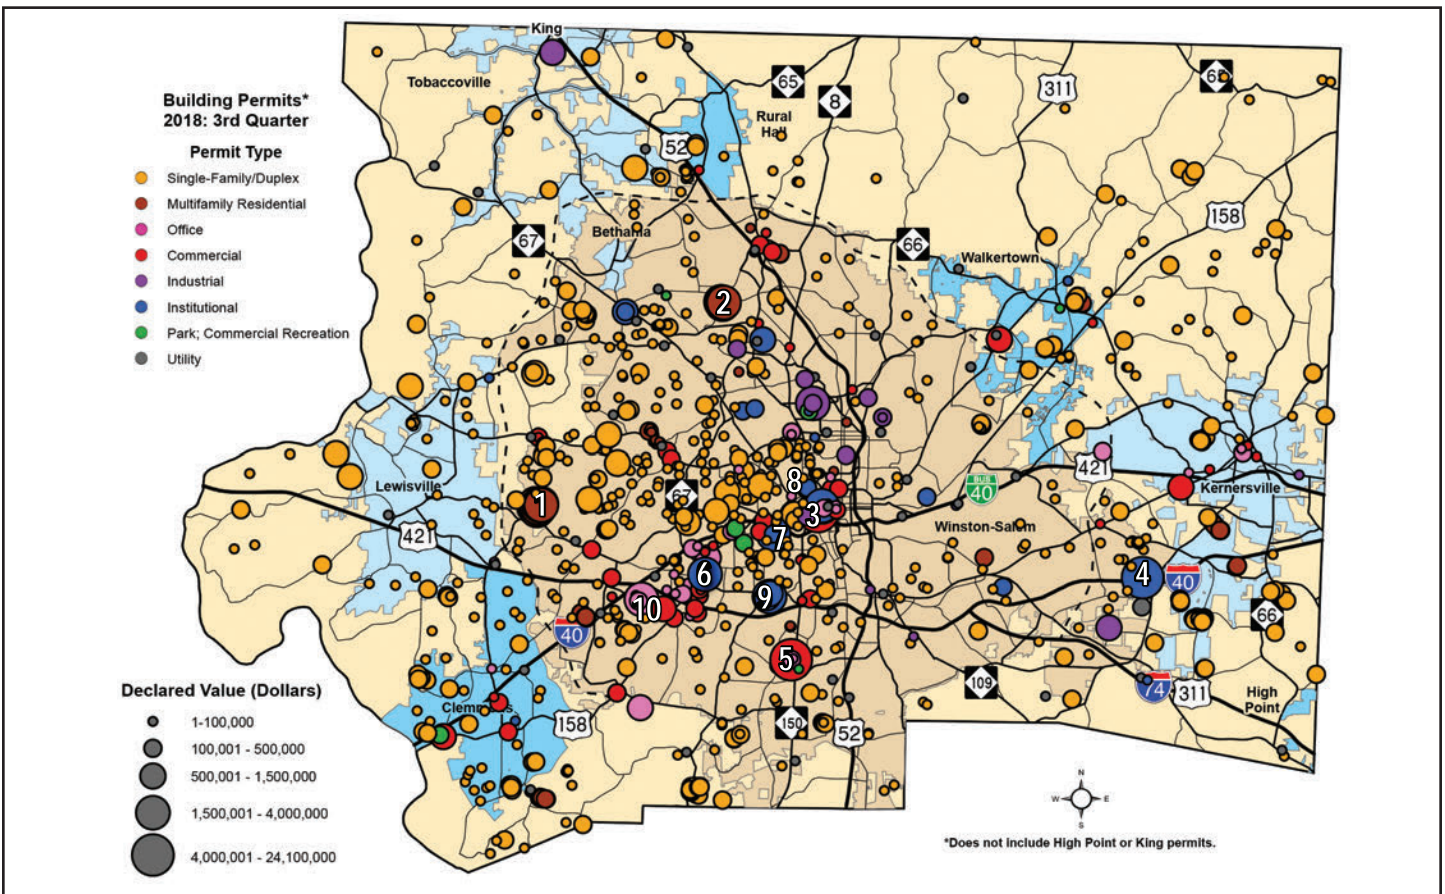 Building Permits*
2018: 3rd Quarter
Permit Type
Single-Family/Duplex
Multifamily Residential
Office
Commercial
Industrial
Institutional
Park; Commercial Recreation
Utility
King
Tobaccoville
65
8
Rural
Hall
311
65
52
158
67
Bethania
66
Walkertown
2
8
3
7
1
67
Lewisville
421
BUS
40
421
Kernersville
Winston-Salem
6
9
10
4
40
66
40
5
109
74
311
High
Point
158
150
52
Declared Value (Dollars)
1-100,000
100,001 - 500,000
500,001 - 1,500,000
1,500,001 - 4,000,000
4,000,001 - 24,100,000
N
W
E
S
*Does not include High Point or King permits.